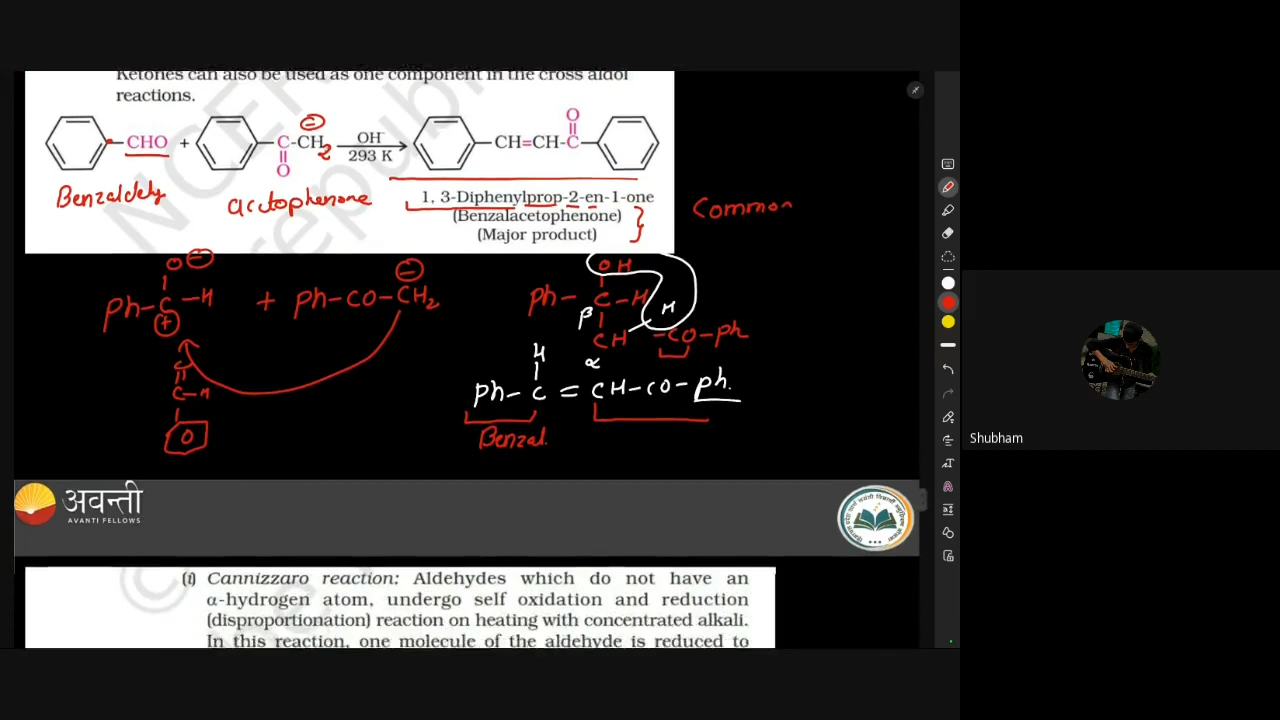 Ketones can also be used as one component in the cross aldol
reactions.
CHO + C-CH2 OH⁻ CH=CH-C
O
O
293 K
Benzaldehy
acetophenone
1, 3-Diphenylprop-2-en-1-one
(Benzalacetophenone)
(Major product)
Common
O⊖
Ph-C-H + Ph-CO-CH2
⊕
⊖
C-H
O
OH
Ph-C-H
β
H
CH-CO-Ph
α
H
Ph-C=CH-CO-Ph.
Benzal.
अवन्ती
AVANTI FELLOWS
(i) Cannizzaro reaction: Aldehydes which do not have an
α-hydrogen atom, undergo self oxidation and reduction
(disproportionation) reaction on heating with concentrated alkali.
In this reaction, one molecule of the aldehyde is reduced to
Shubham